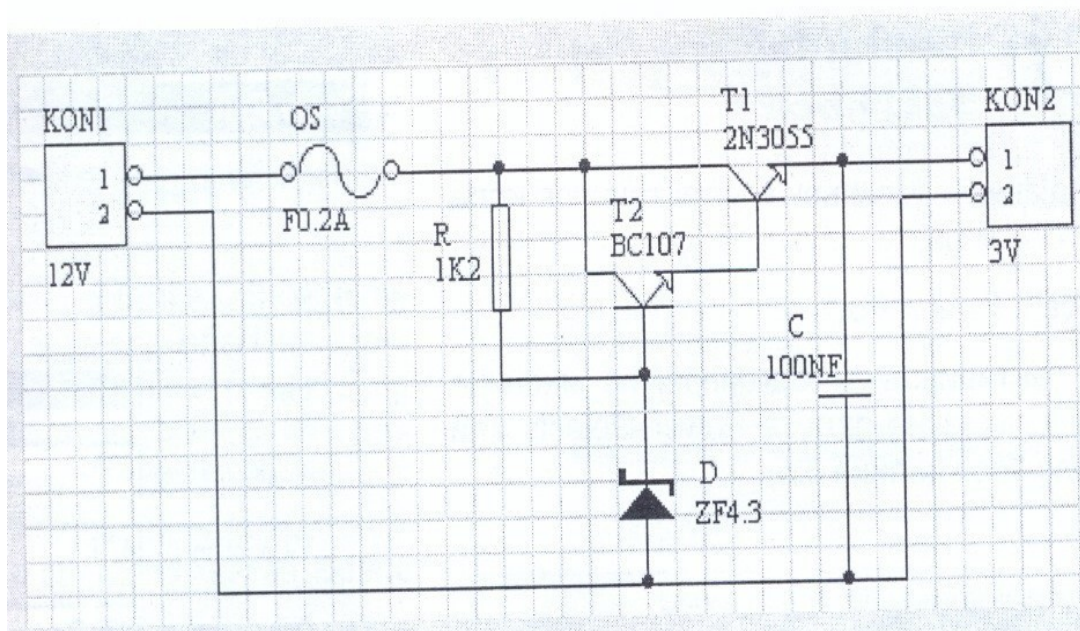 KON1
1
2
12V
OS
F0.2A
R
1K2
T2
BC107
T1
2N3055
C
100NF
D
ZF4.3
KON2
1
2
3V